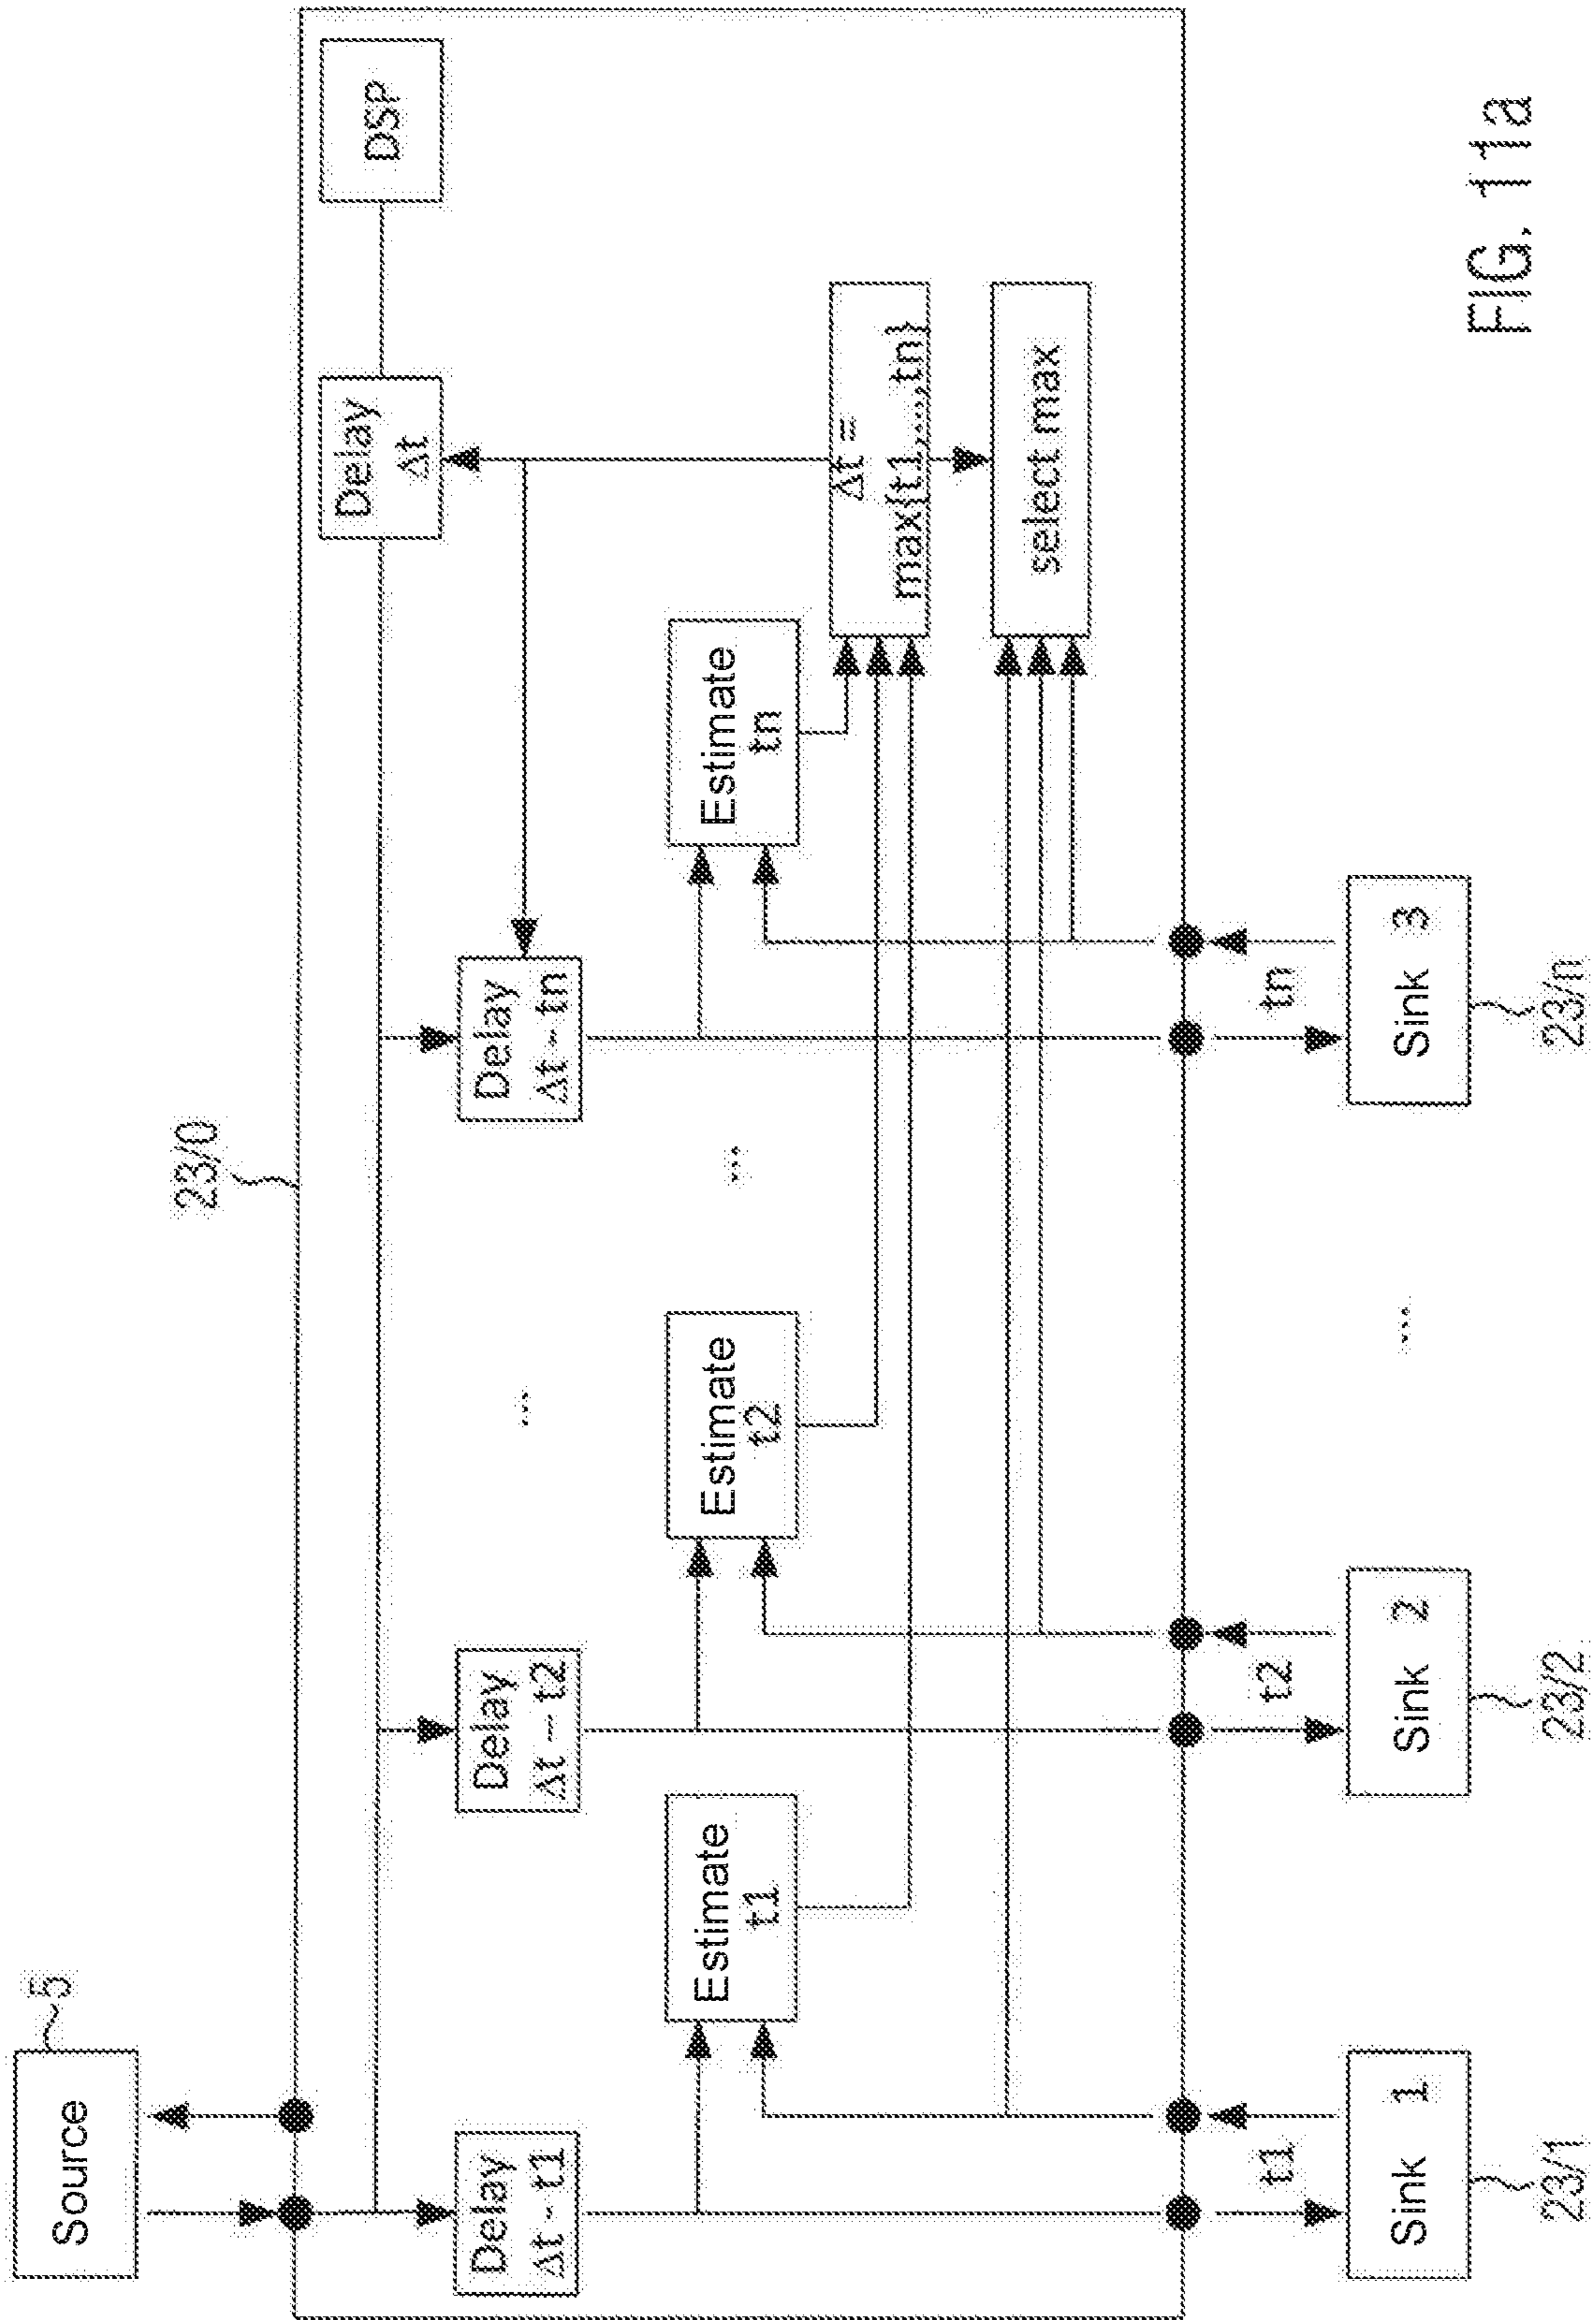 Source
5
23/0
Delay
Δt - t1
Delay
Δt – t2
...
Delay
Δt – tn
Delay
Δt
DSP
Estimate
t1
Estimate
t2
...
Estimate
tn
Δt =
max{t1,...,tn}
select max
t1
t2
tn
Sink 1
Sink 2
...
Sink 3
23/1
23/2
23/n
FIG. 11a